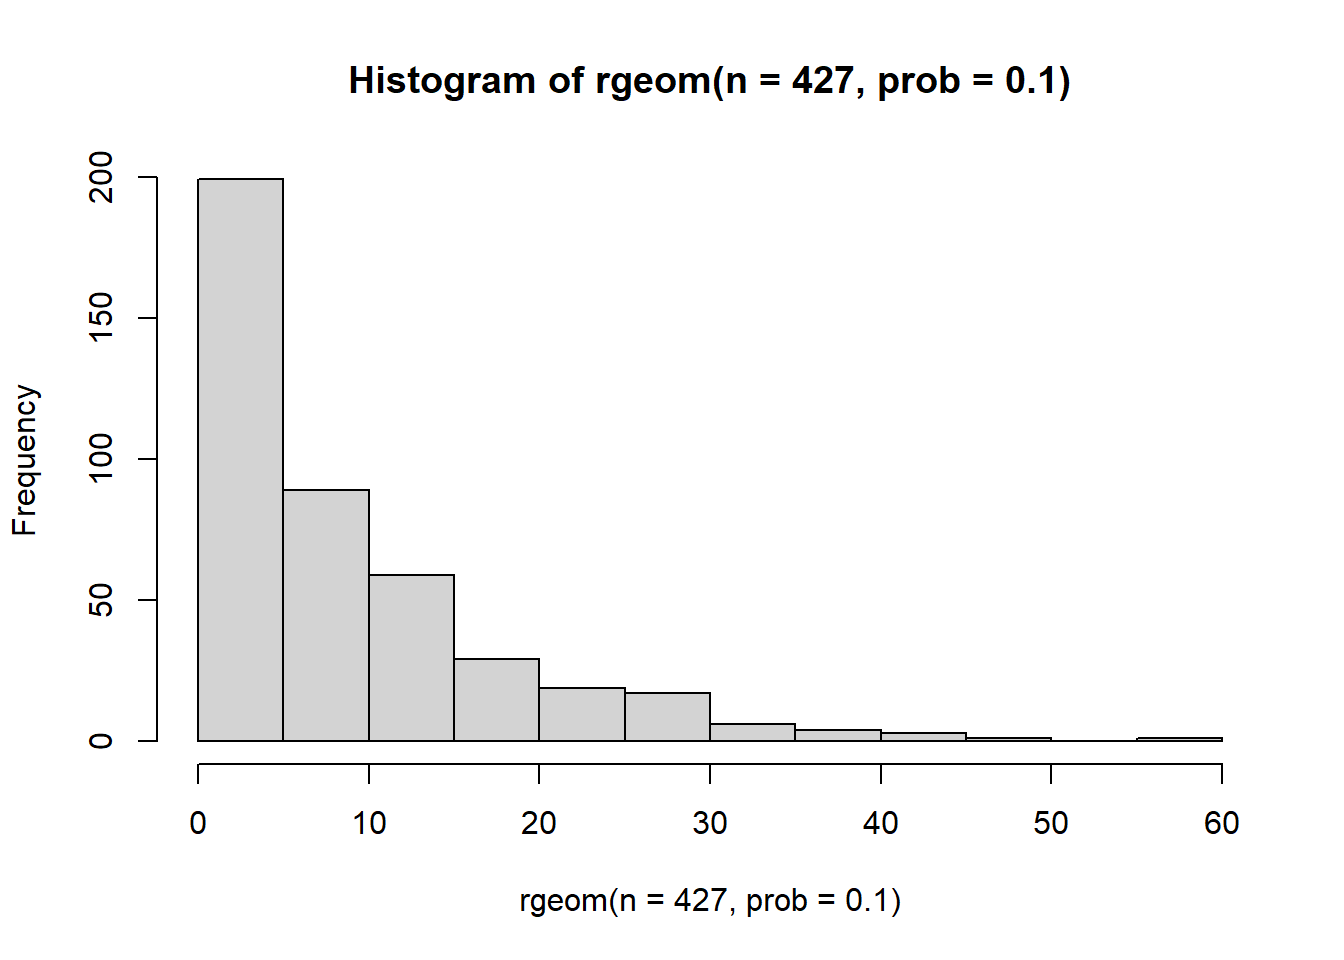 Histogram of rgeom(n = 427, prob = 0.1)
Frequency
200
150
100
50
0
0 10 20 30 40 50 60
rgeom(n = 427, prob = 0.1)